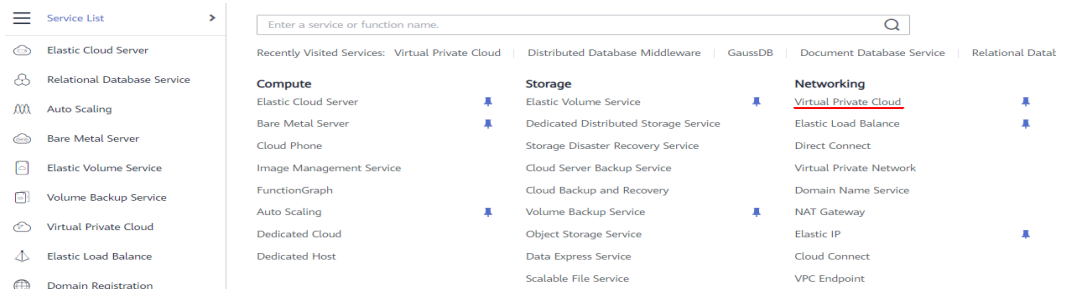 Service List
Elastic Cloud Server
Relational Database Service
Auto Scaling
Bare Metal Server
Elastic Volume Service
Volume Backup Service
Virtual Private Cloud
Elastic Load Balance
Domain Registration
Enter a service or function name.
Recently Visited Services: Virtual Private Cloud Distributed Database Middleware GaussDB Document Database Service Relational Datab
Compute
Elastic Cloud Server
Bare Metal Server
Cloud Phone
Image Management Service
FunctionGraph
Auto Scaling
Dedicated Cloud
Dedicated Host
Storage
Elastic Volume Service
Dedicated Distributed Storage Service
Storage Disaster Recovery Service
Cloud Server Backup Service
Cloud Backup and Recovery
Volume Backup Service
Object Storage Service
Data Express Service
Scalable File Service
Networking
Virtual Private Cloud
Elastic Load Balance
Direct Connect
Virtual Private Network
Domain Name Service
NAT Gateway
Elastic IP
Cloud Connect
VPC Endpoint